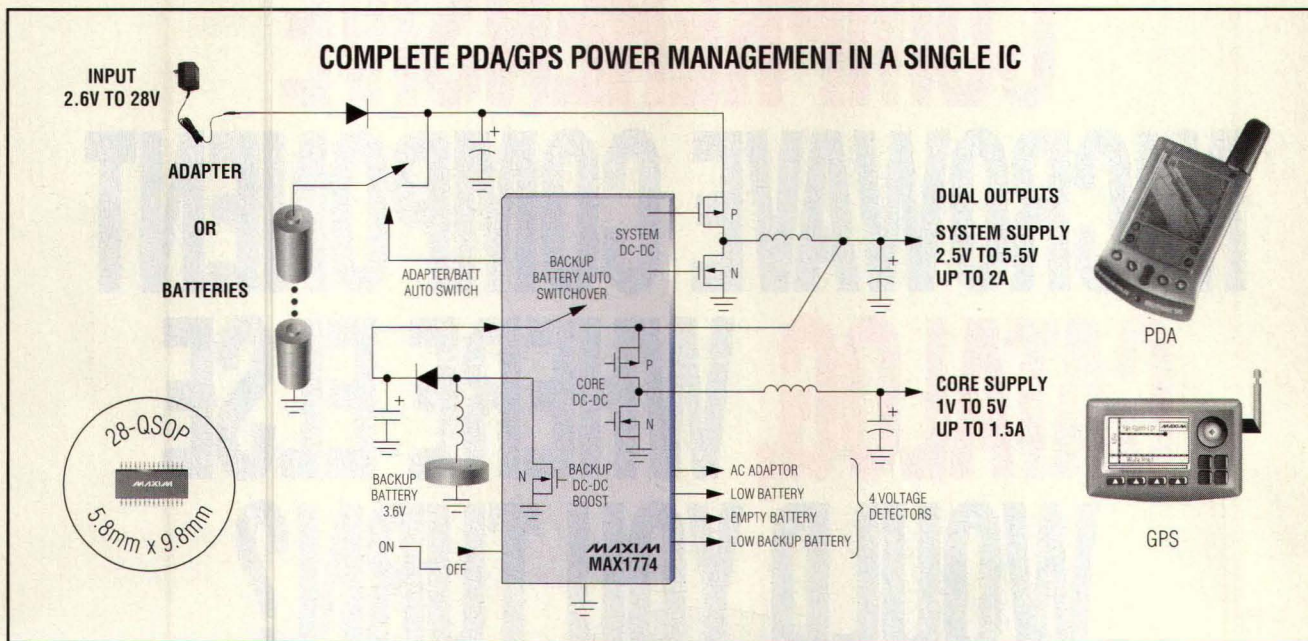 COMPLETE PDA/GPS POWER MANAGEMENT IN A SINGLE IC
INPUT
2.6V TO 28V
ADAPTER
OR
BATTERIES
ADAPTER/BATT
AUTO SWITCH
BACKUP
BATTERY AUTO
SWITCHOVER
SYSTEM
DC-DC
P
N
DUAL OUTPUTS
SYSTEM SUPPLY
2.5V TO 5.5V
UP TO 2A
PDA
CORE
DC-DC
P
N
CORE SUPPLY
1V TO 5V
UP TO 1.5A
GPS
28-QSOP
MAXIM
5.8mm x 9.8mm
BACKUP
BATTERY
3.6V
N
BACKUP
DC-DC
BOOST
ON
OFF
AC ADAPTOR
LOW BATTERY
EMPTY BATTERY
LOW BACKUP BATTERY
4 VOLTAGE
DETECTORS
MAXIM
MAX1774
MAXIM